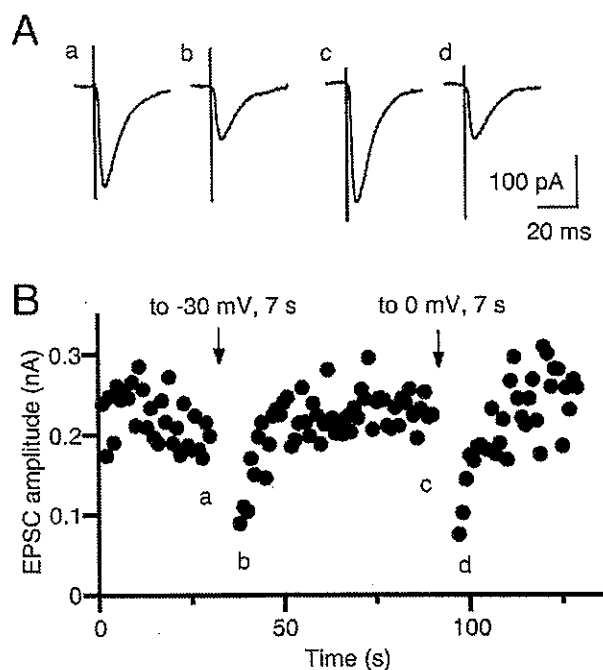 A
a b c d
100 pA
20 ms
B
to -30 mV, 7 s to 0 mV, 7 s
EPSC amplitude (nA)
0.3
0.2
0.1
0
a
b
c
d
0 50 100
Time (s)